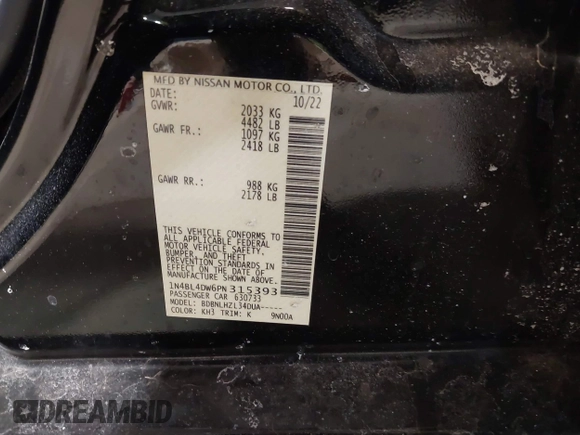 MFD BY NISSAN MOTOR CO., LTD.
DATE: 10/22
GVWR: 2033 KG
4482 LB
GAWR FR.: 1097 KG
2418 LB
GAWR RR.: 988 KG
2178 LB
THIS VEHICLE CONFORMS TO
ALL APPLICABLE FEDERAL
MOTOR VEHICLE SAFETY,
BUMPER, AND THEFT
PREVENTION STANDARDS IN
EFFECT ON THE DATE OF
MANUFACTURE SHOWN ABOVE.
1N4BL4DW6PN315393
PASSENGER CAR 630733
MODEL: BDBNLHZL34DUA-----
COLOR: KH3 TRIM: K 9N00A
DREAMBID